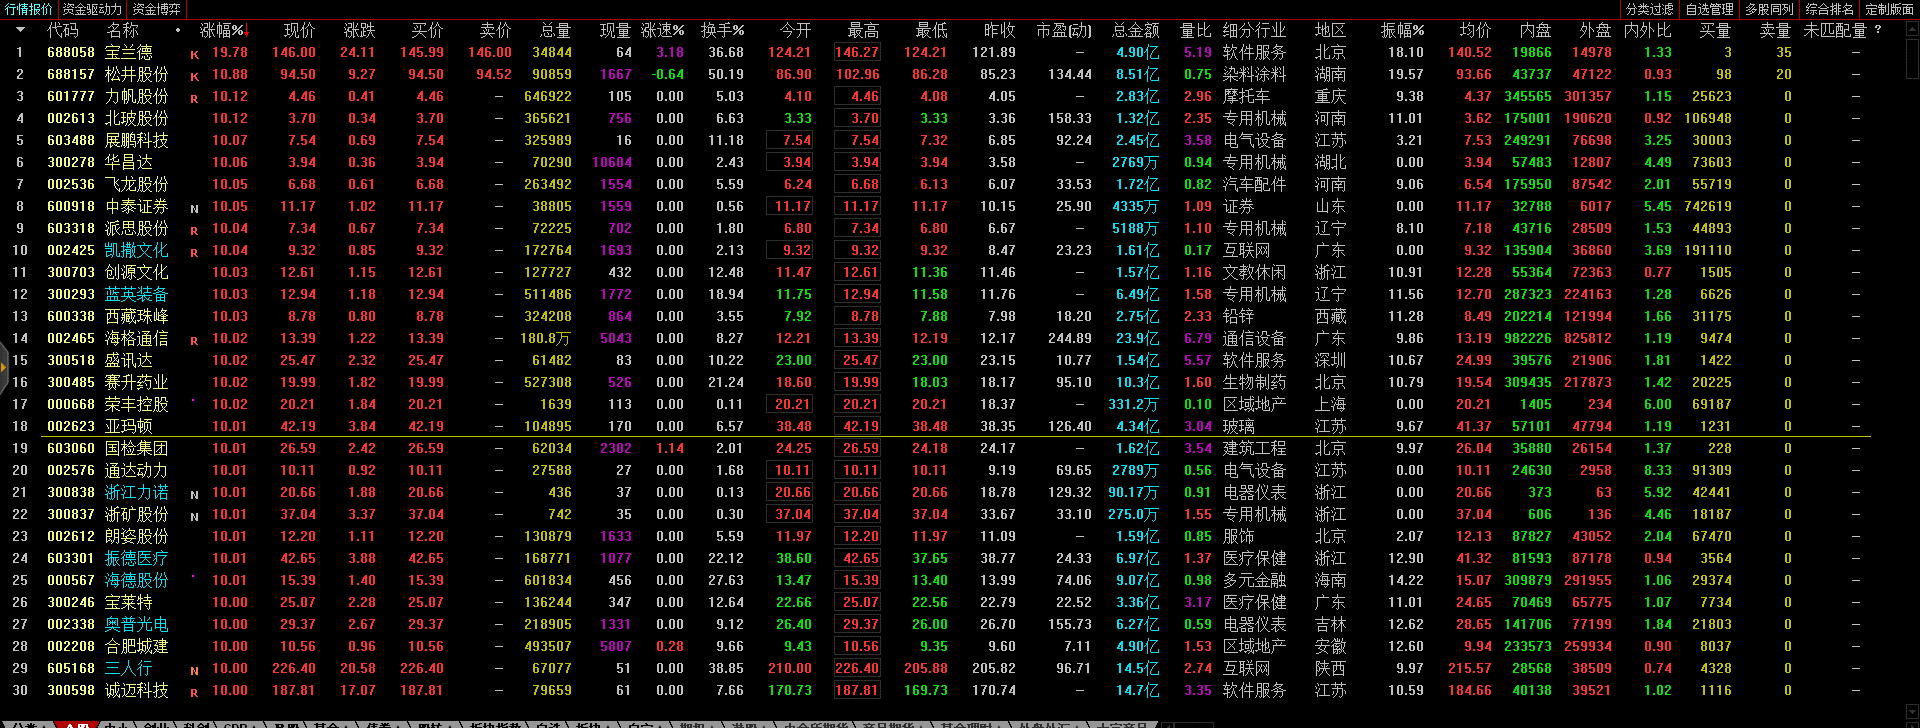 行情报价 资金驱动力 资金博弈 分类过滤 自选管理 多股同列 综合排名 定制版面
代码 名称 涨幅%↓ 现价 涨跌 买价 卖价 总量 现量 涨速% 换手% 今开 最高 最低 昨收 市盈(动) 总金额 量比 细分行业 地区 振幅% 均价 内盘 外盘 内外比 买量 卖量 未匹配量 ?
1 688058 宝兰德 K 19.78 146.00 24.11 145.99 146.00 34844 64 3.18 36.68 124.21 146.27 124.21 121.89 4.90亿 5.19 软件服务 北京 18.10 140.52 19866 14978 1.33 3 35 –
2 688157 松井股份 K 10.88 94.50 9.27 94.50 94.52 90859 1667 -0.64 50.19 86.90 102.96 86.28 85.23 134.44 8.51亿 0.75 染料涂料 湖南 19.57 93.66 43737 47122 0.93 98 20 –
3 601777 力帆股份 R 10.12 4.46 0.41 4.46 – 646922 105 0.00 5.03 4.10 4.46 4.08 4.05 – 2.83亿 2.96 摩托车 重庆 9.38 4.37 345565 301357 1.15 25623 0 –
4 002613 北玻股份 10.12 3.70 0.34 3.70 – 365621 756 0.00 6.63 3.33 3.70 3.33 3.36 158.33 1.32亿 2.35 专用机械 河南 11.01 3.62 175001 190620 0.92 106948 0 –
5 603488 展鹏科技 10.07 7.54 0.69 7.54 – 325989 16 0.00 11.18 7.54 7.54 7.32 6.85 92.24 2.45亿 3.58 电气设备 江苏 3.21 7.53 249291 76698 3.25 30003 0 –
6 300278 华昌达 10.06 3.94 0.36 3.94 – 70290 10604 0.00 2.43 3.94 3.94 3.94 3.58 – 2769万 0.94 专用机械 湖北 0.00 3.94 57483 12807 4.49 73603 0 –
7 002536 飞龙股份 10.05 6.68 0.61 6.68 – 263492 1554 0.00 5.59 6.24 6.68 6.13 6.07 33.53 1.72亿 0.82 汽车配件 河南 9.06 6.54 175950 87542 2.01 55719 0 –
8 600918 中泰证券 N 10.05 11.17 1.02 11.17 – 38805 1559 0.00 0.56 11.17 11.17 11.17 10.15 25.90 4335万 1.09 证券 山东 0.00 11.17 32788 6017 5.45 742619 0 –
9 603318 派思股份 R 10.04 7.34 0.67 7.34 – 72225 702 0.00 1.80 6.80 7.34 6.80 6.67 – 5188万 1.10 专用机械 辽宁 8.10 7.18 43716 28509 1.53 44893 0 –
10 002425 凯撒文化 R 10.04 9.32 0.85 9.32 – 172764 1693 0.00 2.13 9.32 9.32 9.32 8.47 23.23 1.61亿 0.17 互联网 广东 0.00 9.32 135904 36860 3.69 191110 0 –
11 300703 创源文化 10.03 12.61 1.15 12.61 – 127727 432 0.00 12.48 11.47 12.61 11.36 11.46 – 1.57亿 1.16 文教休闲 浙江 10.91 12.28 55364 72363 0.77 1505 0 –
12 300293 蓝英装备 10.03 12.94 1.18 12.94 – 511486 1772 0.00 18.94 11.75 12.94 11.58 11.76 – 6.49亿 1.58 专用机械 辽宁 11.56 12.70 287323 224163 1.28 6626 0 –
13 600338 西藏珠峰 10.03 8.78 0.80 8.78 – 324208 864 0.00 3.55 7.92 8.78 7.88 7.98 18.20 2.75亿 2.33 铅锌 西藏 11.28 8.49 202214 121994 1.66 31175 0 –
14 002465 海格通信 R 10.02 13.39 1.22 13.39 – 180.8万 5043 0.00 8.27 12.21 13.39 12.19 12.17 244.89 23.9亿 6.79 通信设备 广东 9.86 13.19 982226 825812 1.19 9474 0 –
15 300518 盛讯达 10.02 25.47 2.32 25.47 – 61482 83 0.00 10.22 23.00 25.47 23.00 23.15 10.77 1.54亿 5.57 软件服务 深圳 10.67 24.99 39576 21906 1.81 1422 0 –
16 300485 赛升药业 10.02 19.99 1.82 19.99 – 527308 526 0.00 21.24 18.60 19.99 18.03 18.17 95.10 10.3亿 1.60 生物制药 北京 10.79 19.54 309435 217873 1.42 20225 0 –
17 000668 荣丰控股 10.02 20.21 1.84 20.21 – 1639 113 0.00 0.11 20.21 20.21 20.21 18.37 – 331.2万 0.10 区域地产 上海 0.00 20.21 1405 234 6.00 69187 0 –
18 002623 亚玛顿 10.01 42.19 3.84 42.19 – 104895 170 0.00 6.57 38.48 42.19 38.48 38.35 126.40 4.34亿 3.04 玻璃 江苏 9.67 41.37 57101 47794 1.19 1231 0 –
19 603060 国检集团 10.01 26.59 2.42 26.59 – 62034 2302 1.14 2.01 24.25 26.59 24.18 24.17 – 1.62亿 3.54 建筑工程 北京 9.97 26.04 35880 26154 1.37 228 0 –
20 002576 通达动力 10.01 10.11 0.92 10.11 – 27588 27 0.00 1.68 10.11 10.11 10.11 9.19 69.65 2789万 0.56 电气设备 江苏 0.00 10.11 24630 2958 8.33 91309 0 –
21 300838 浙江力诺 N 10.01 20.66 1.88 20.66 – 436 37 0.00 0.13 20.66 20.66 20.66 18.78 129.32 90.17万 0.91 电器仪表 浙江 0.00 20.66 373 63 5.92 42441 0 –
22 300837 浙矿股份 N 10.01 37.04 3.37 37.04 – 742 35 0.00 0.30 37.04 37.04 37.04 33.67 33.10 275.0万 1.55 专用机械 浙江 0.00 37.04 606 136 4.46 18187 0 –
23 002612 朗姿股份 10.01 12.20 1.11 12.20 – 130879 1633 0.00 5.59 11.97 12.20 11.97 11.09 – 1.59亿 0.85 服饰 北京 2.07 12.13 87827 43052 2.04 67470 0 –
24 603301 振德医疗 10.01 42.65 3.88 42.65 – 168771 1077 0.00 22.12 38.60 42.65 37.65 38.77 24.33 6.97亿 1.37 医疗保健 浙江 12.90 41.32 81593 87178 0.94 3564 0 –
25 000567 海德股份 10.01 15.39 1.40 15.39 – 601834 456 0.00 27.63 13.47 15.39 13.40 13.99 74.06 9.07亿 0.98 多元金融 海南 14.22 15.07 309879 291955 1.06 29374 0 –
26 300246 宝莱特 10.00 25.07 2.28 25.07 – 136244 347 0.00 12.64 22.66 25.07 22.56 22.79 22.52 3.36亿 3.17 医疗保健 广东 11.01 24.65 70469 65775 1.07 7734 0 –
27 002338 奥普光电 10.00 29.37 2.67 29.37 – 218905 1331 0.00 9.12 26.40 29.37 26.00 26.70 155.73 6.27亿 0.59 电器仪表 吉林 12.62 28.65 141706 77199 1.84 21803 0 –
28 002208 合肥城建 10.00 10.56 0.96 10.56 – 493507 5807 0.28 9.66 9.43 10.56 9.35 9.60 7.11 4.90亿 1.53 区域地产 安徽 12.60 9.94 233573 259934 0.90 8037 0 –
29 605168 三人行 N 10.00 226.40 20.58 226.40 – 67077 51 0.00 38.85 210.00 226.40 205.88 205.82 96.71 14.5亿 2.74 互联网 陕西 9.97 215.57 28568 38509 0.74 4328 0 –
30 300598 诚迈科技 R 10.00 187.81 17.07 187.81 – 79659 61 0.00 7.66 170.73 187.81 169.73 170.74 – 14.7亿 3.35 软件服务 江苏 10.59 184.66 40138 39521 1.02 1116 0 –